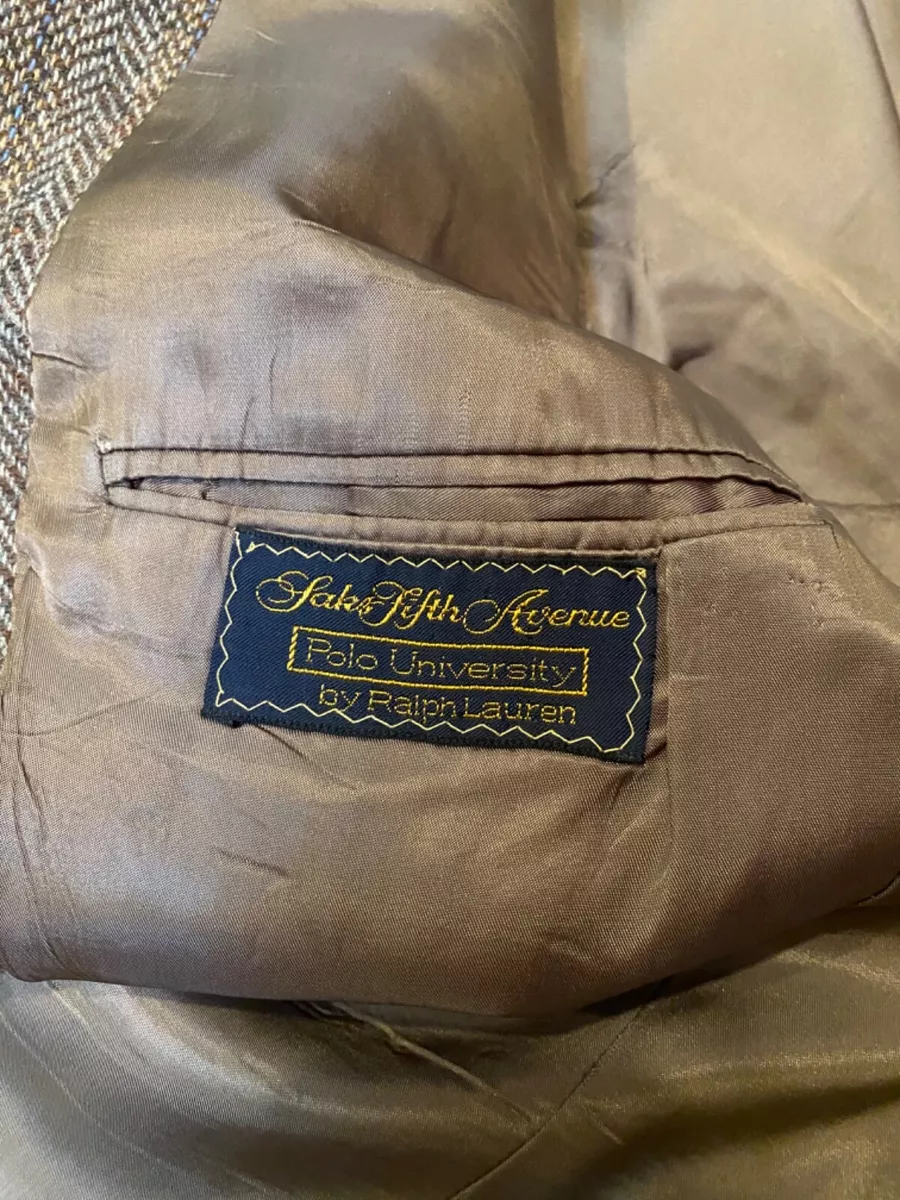 Saks Fifth Avenue
Polo University
by Ralph Lauren